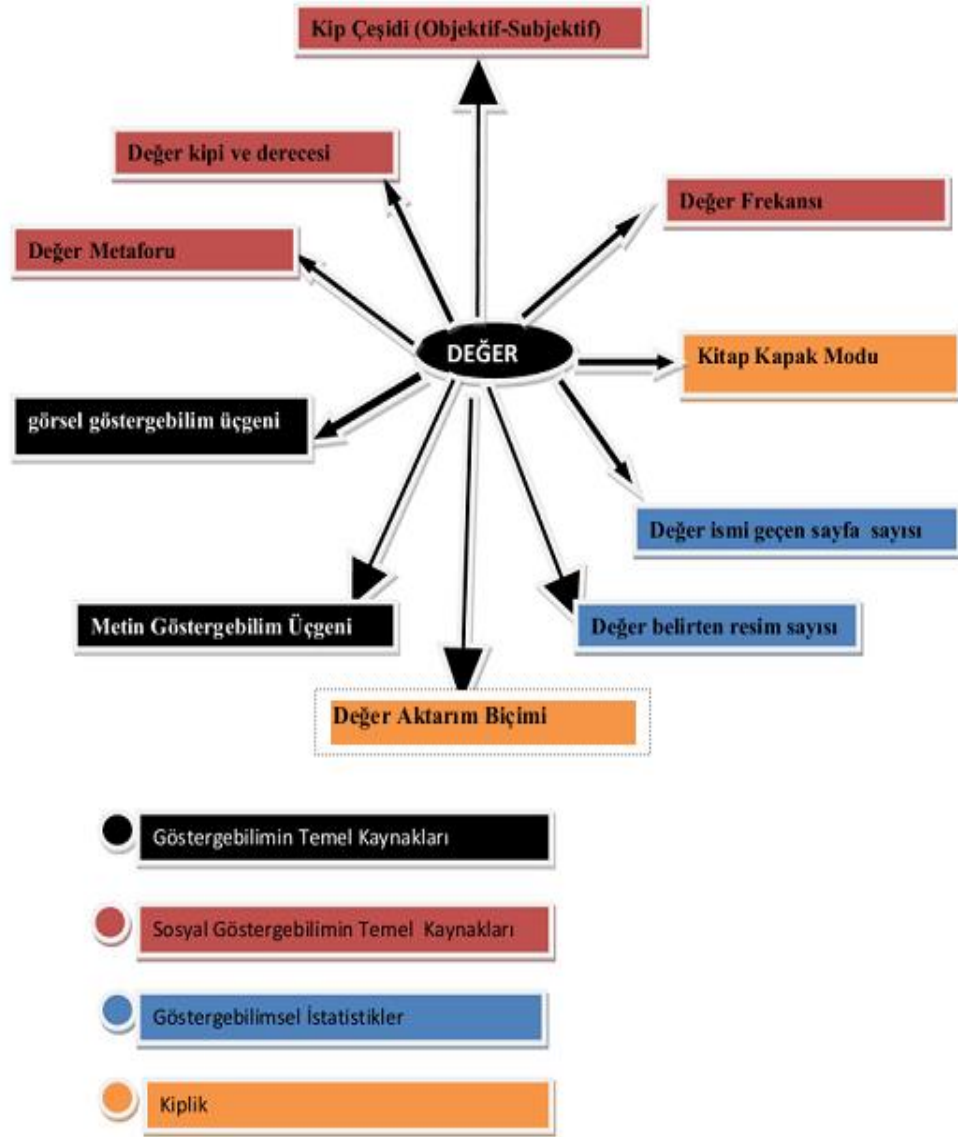 Kip Çeşidi (Objektif-Subjektif)
Değer kipi ve derecesi
Değer Frekansı
Değer Metaforu
DEĞER
Kitap Kapak Modu
görsel göstergebilim üçgeni
Değer ismi geçen sayfa sayısı
Metin Göstergebilim Üçgeni
Değer belirten resim sayısı
Değer Aktarım Biçimi
Göstergebilimin Temel Kaynakları
Sosyal Göstergebilimin Temel Kaynakları
Göstergebilimsel İstatistikler
Kiplik